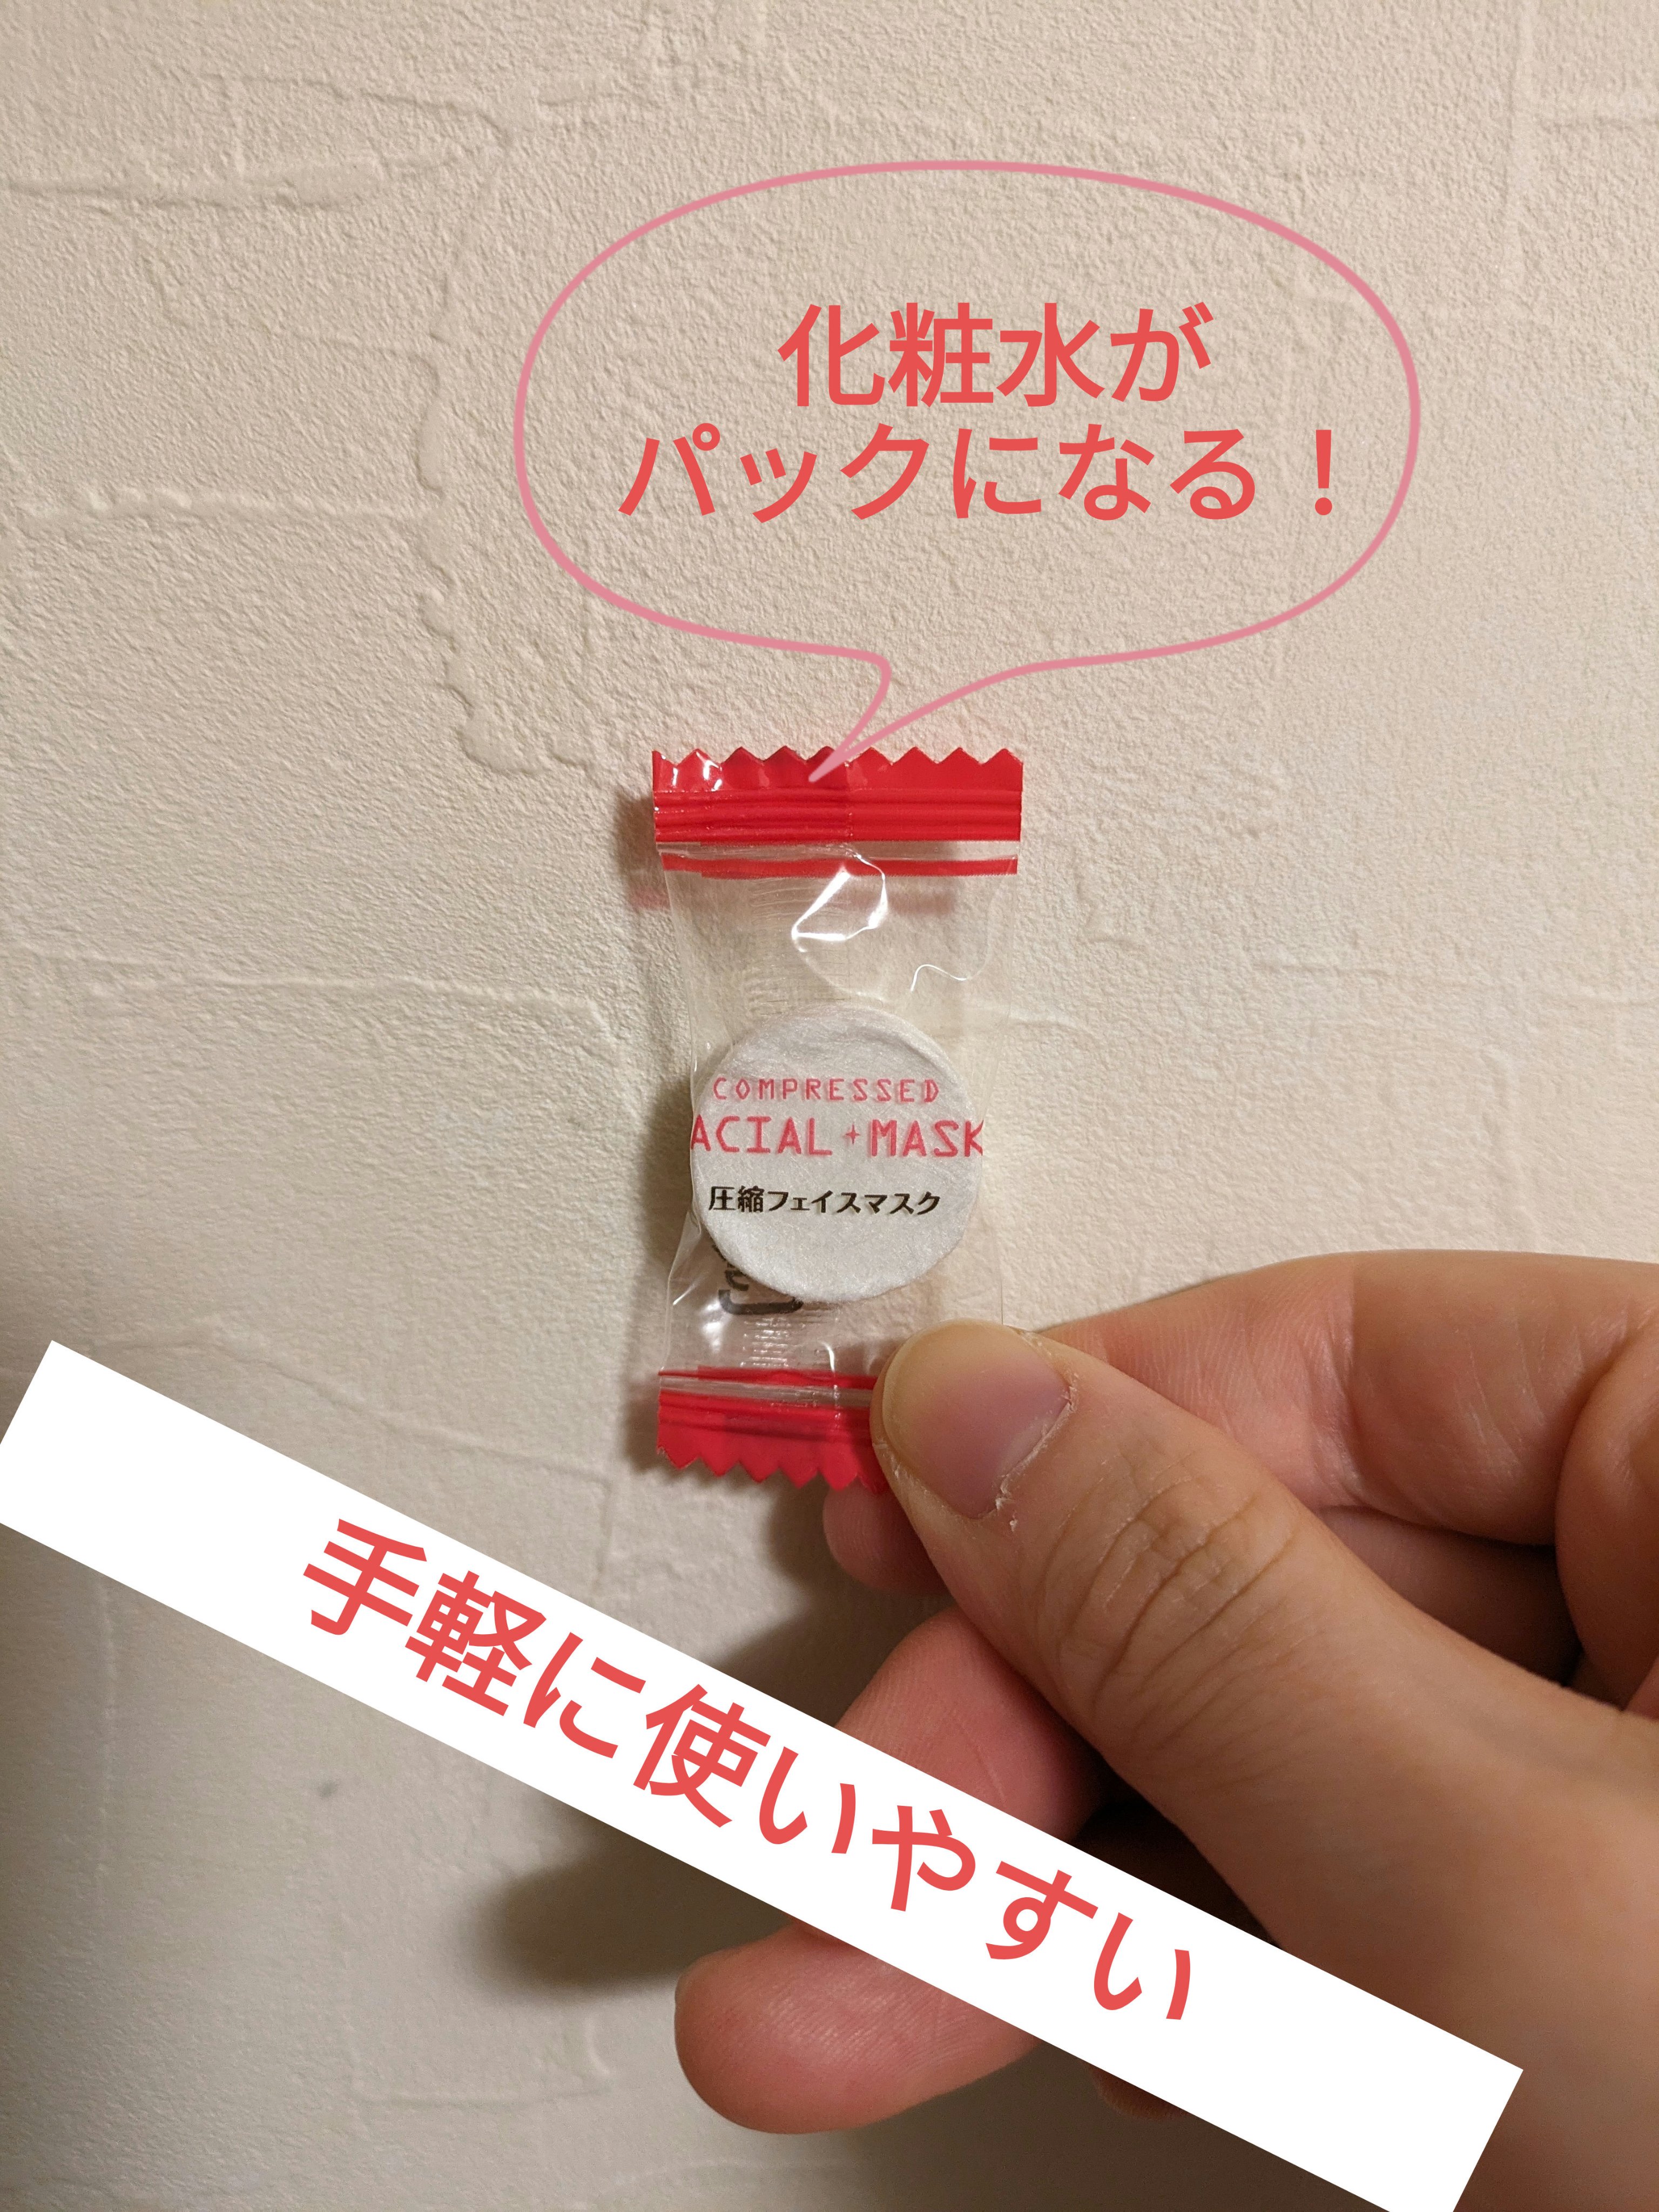 化粧水が
パックになる！
COMPRESSED
ACIAL+MASK
圧縮フェイスマスク
手軽に使いやすい